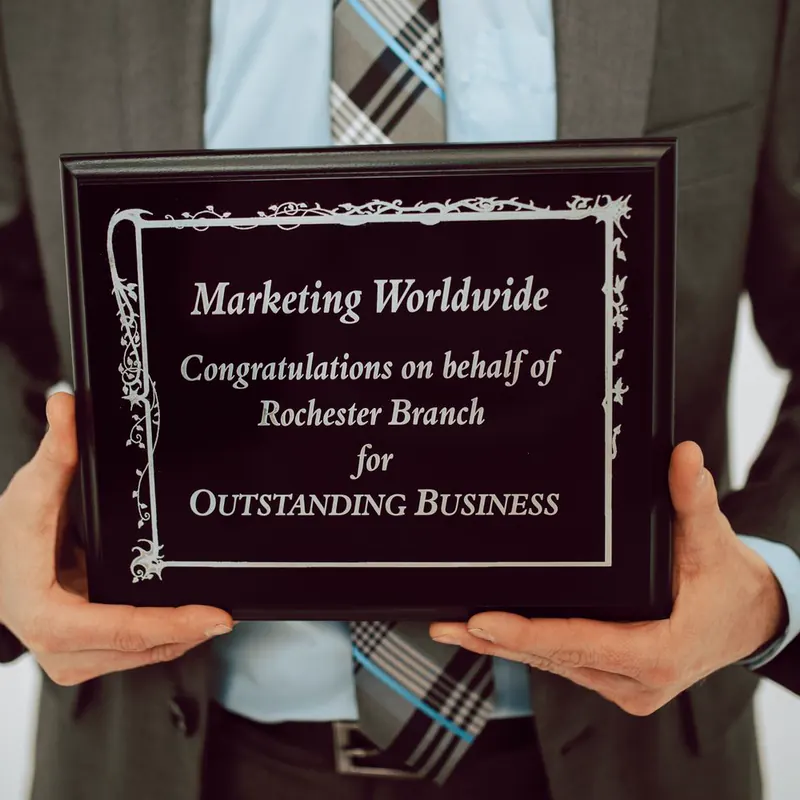 Marketing Worldwide
Congratulations on behalf of
Rochester Branch
for
OUTSTANDING BUSINESS